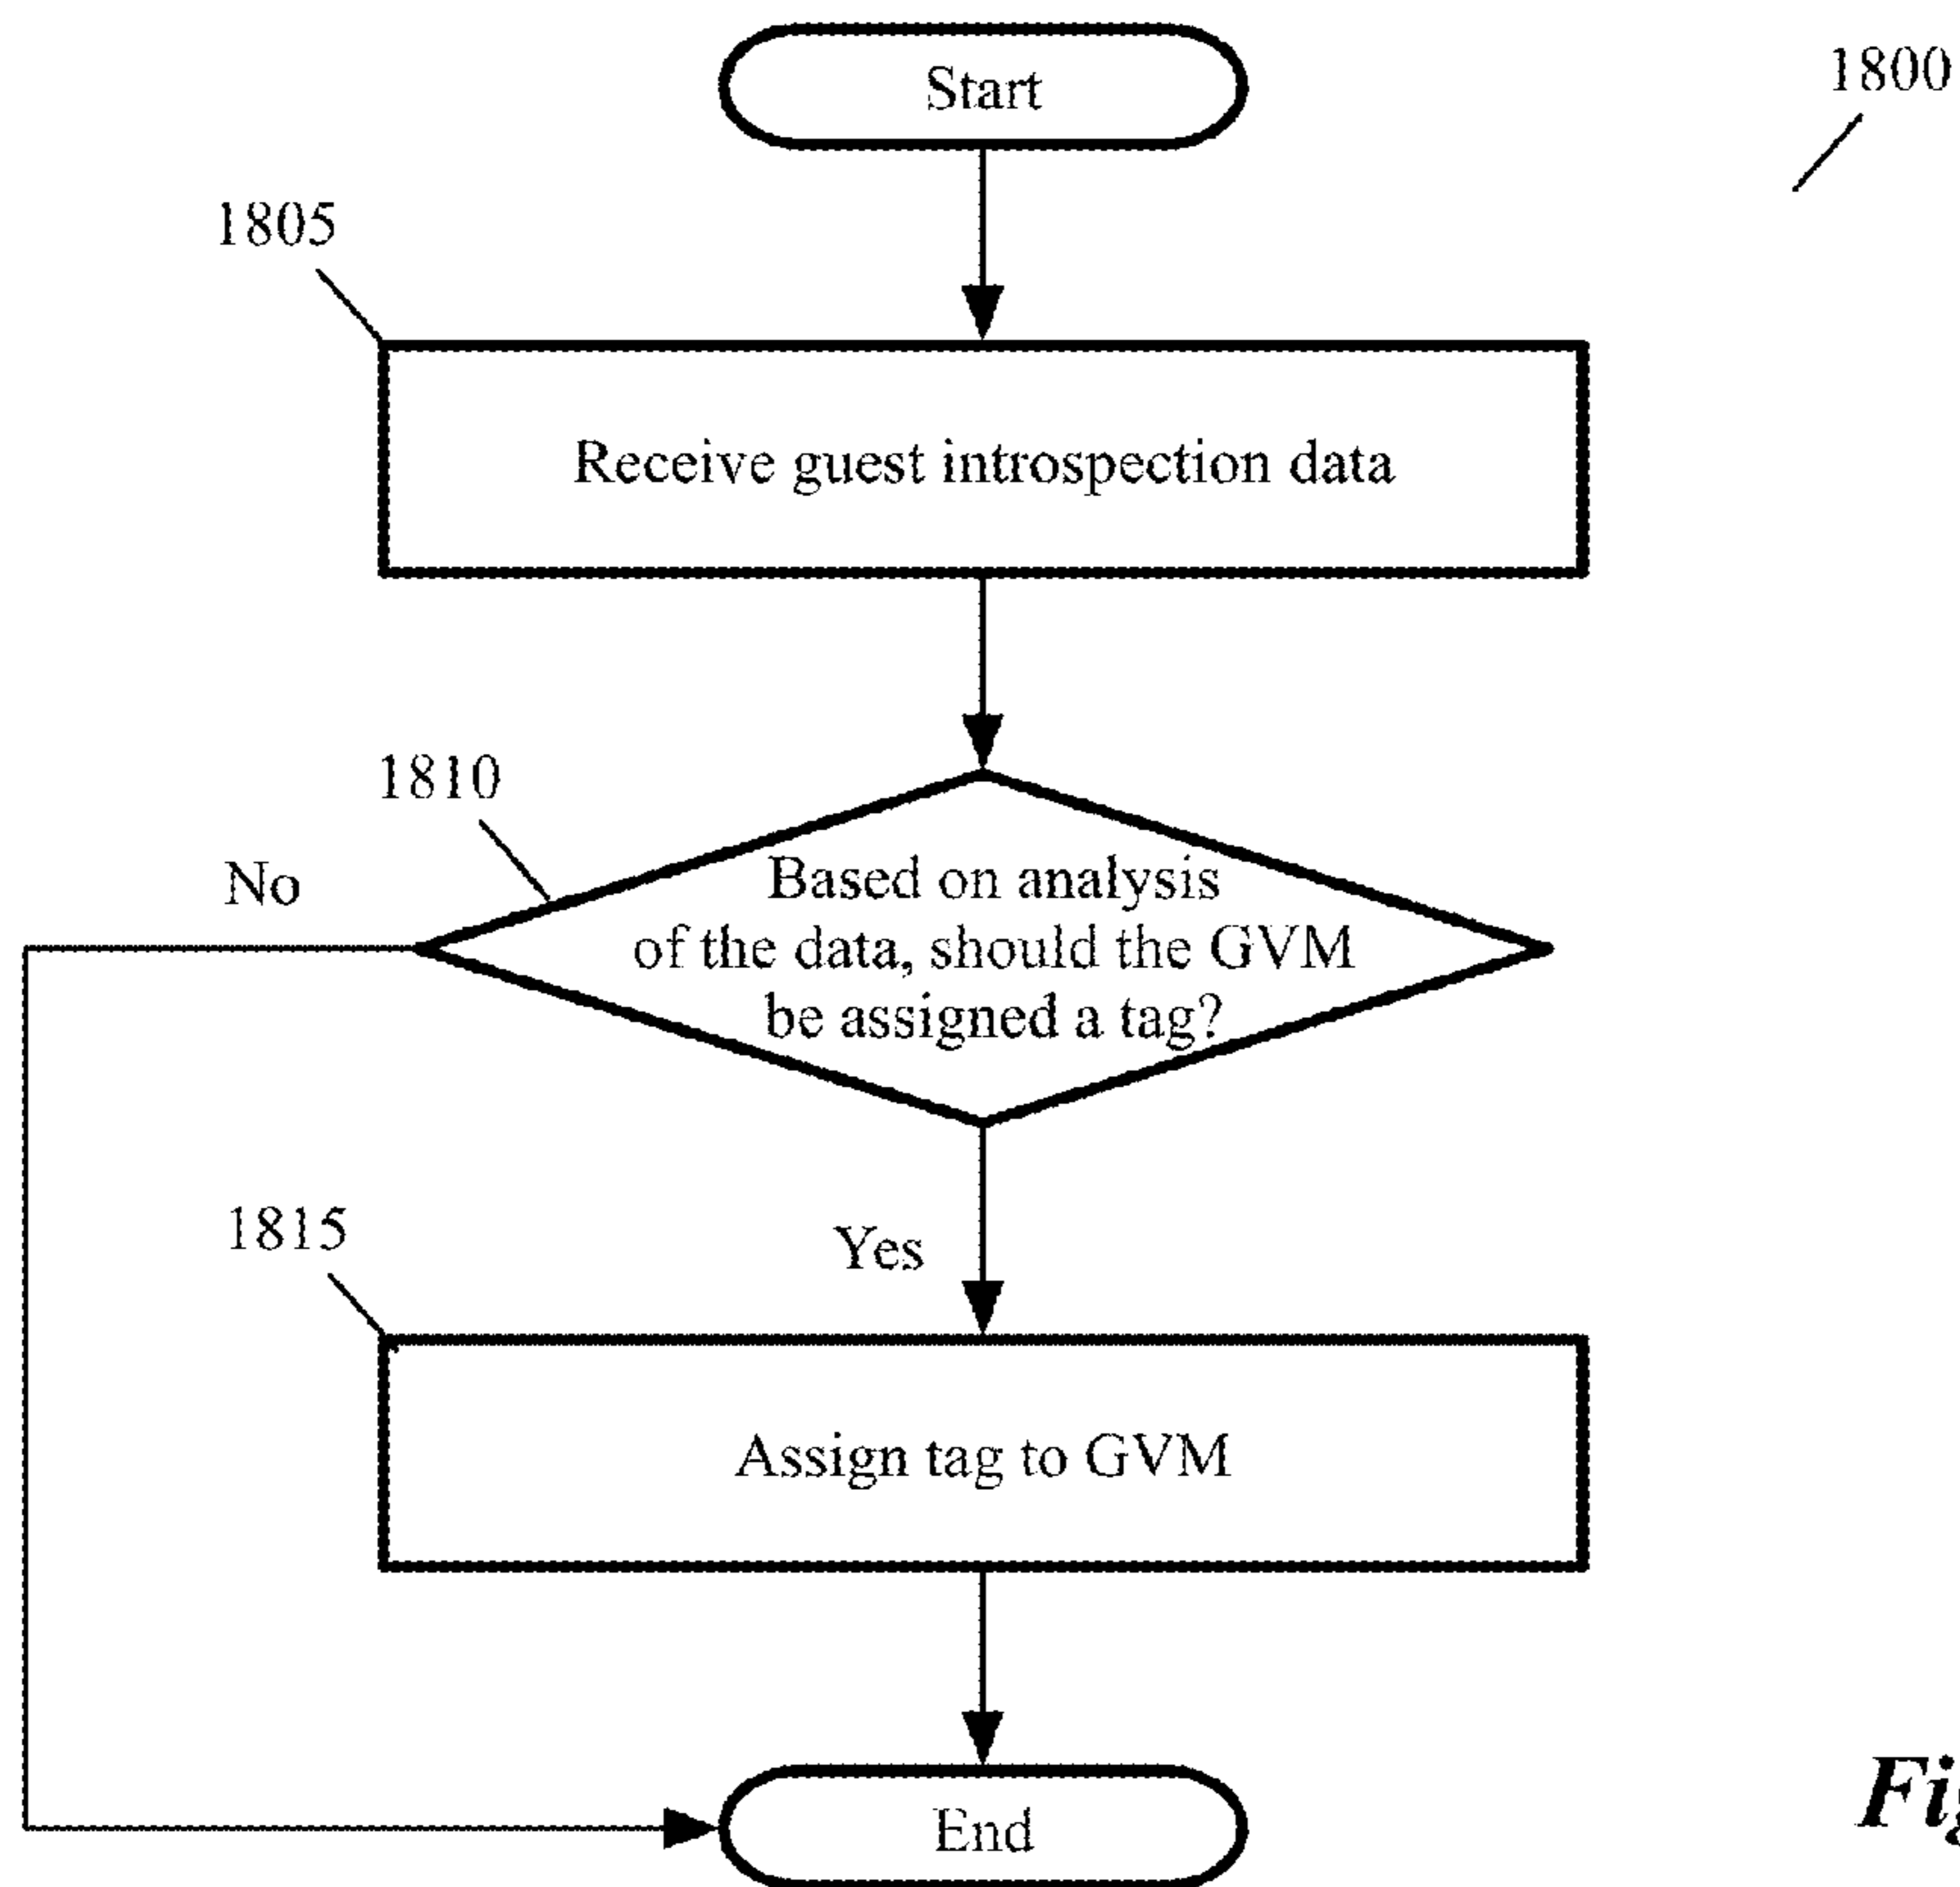 Start
1800
1805
Receive guest introspection data
1810
No
Based on analysis
of the data, should the GVM
be assigned a tag?
1815
Yes
Assign tag to GVM
End